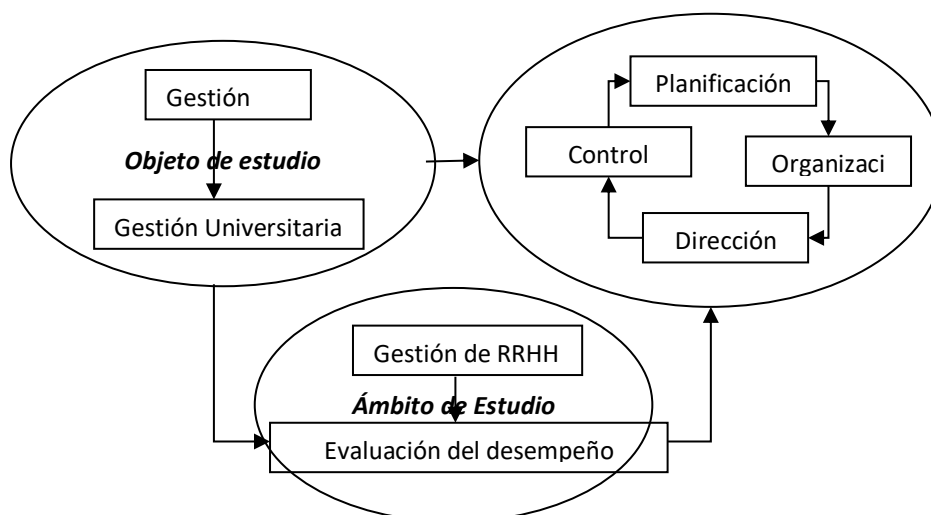 Gestión
Objeto de estudio
Gestión Universitaria
Planificación
Control
Organizaci
Dirección
Gestión de RRHH
Ámbito de Estudio
Evaluación del desempeño